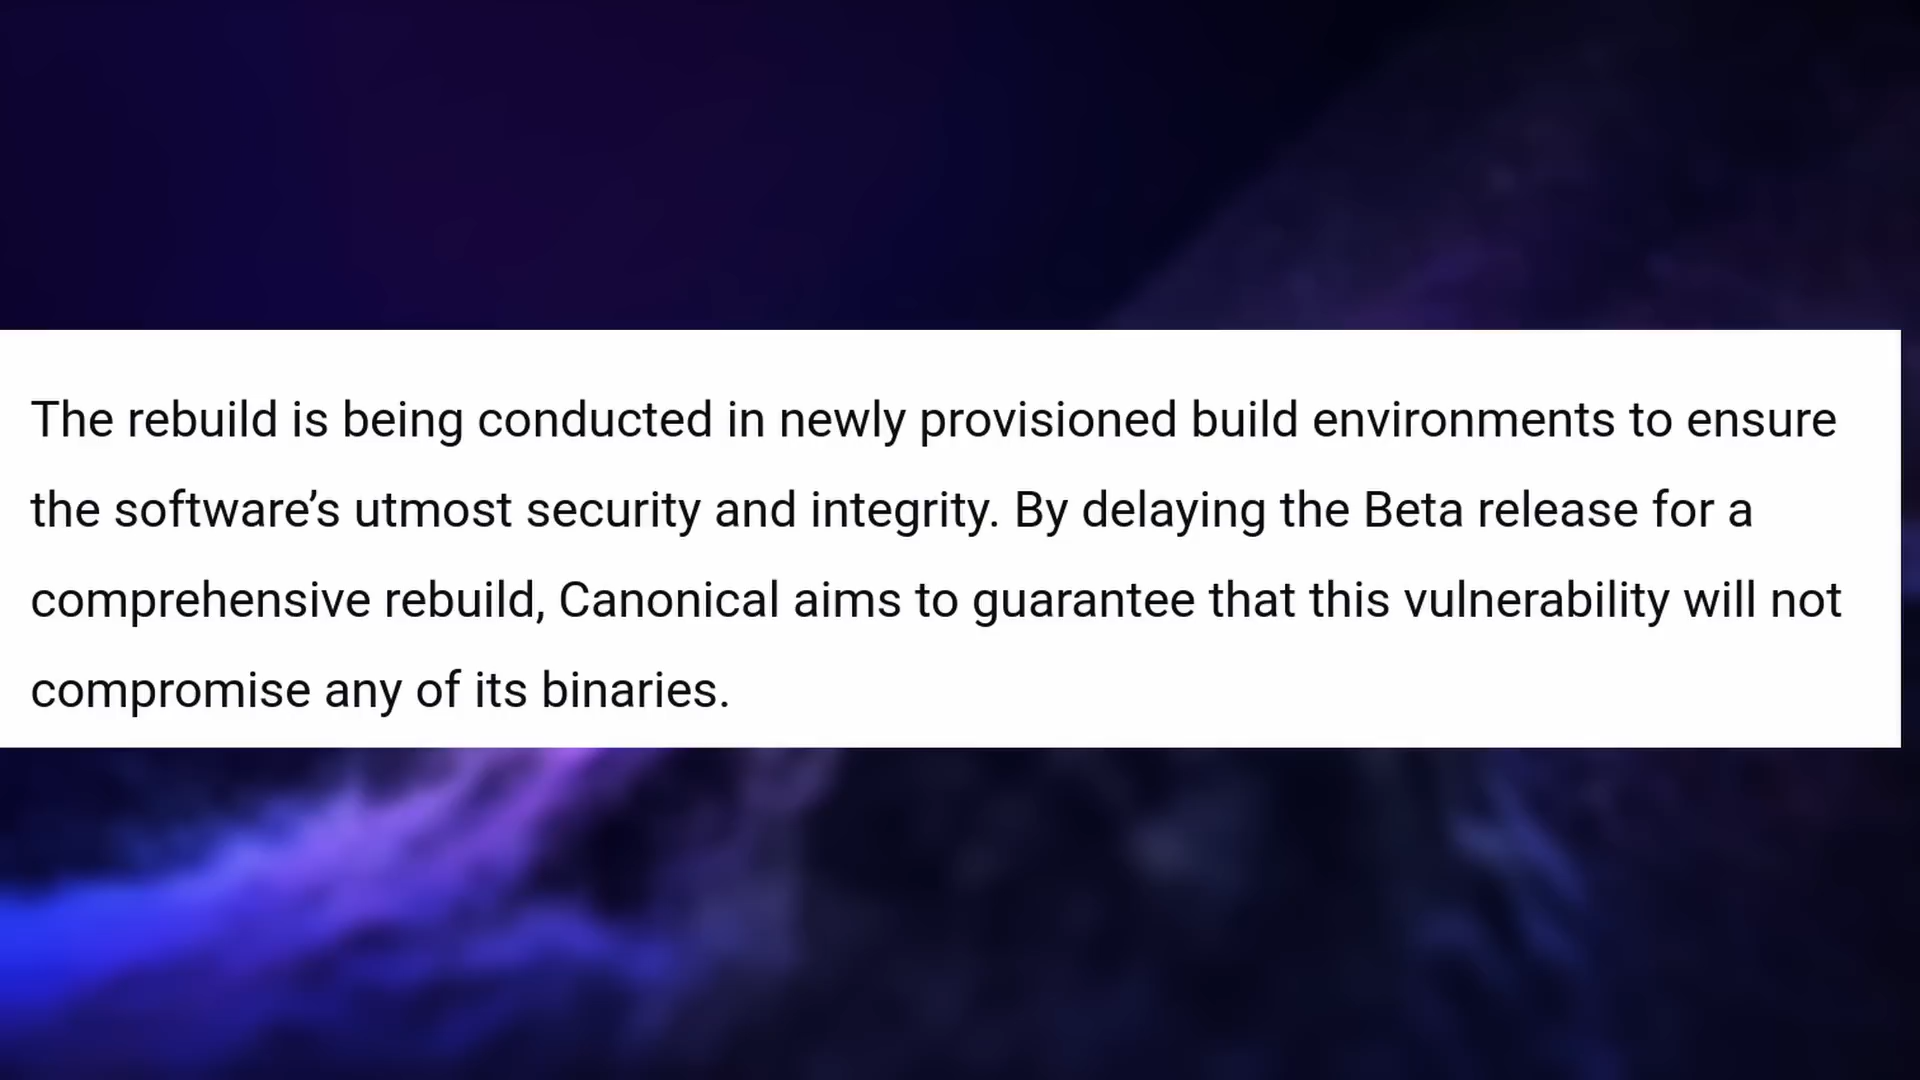 The rebuild is being conducted in newly provisioned build environments to ensure
the software’s utmost security and integrity. By delaying the Beta release for a
comprehensive rebuild, Canonical aims to guarantee that this vulnerability will not
compromise any of its binaries.